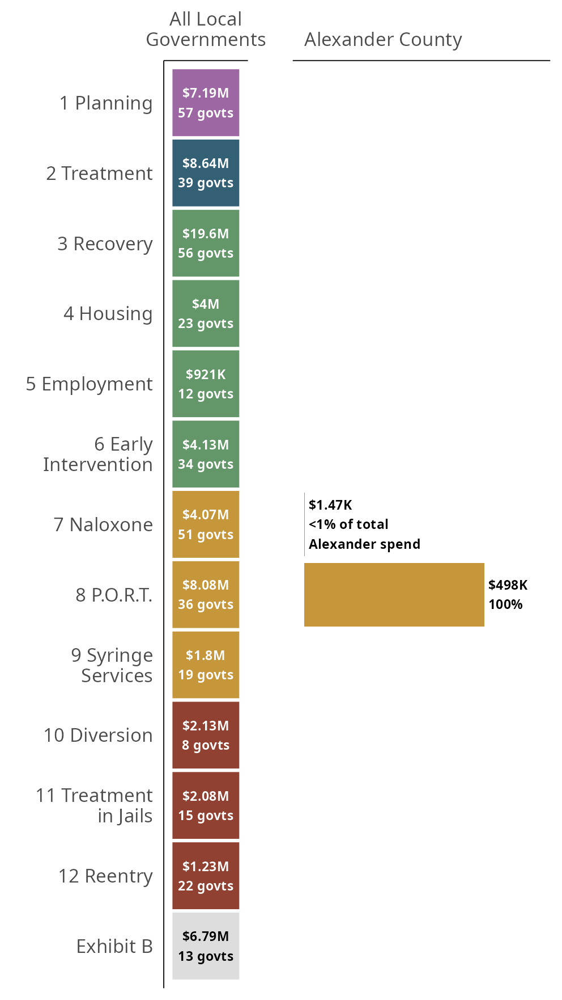 All Local
Governments
Alexander County
1 Planning
$7.19M
57 govts
2 Treatment
$8.64M
39 govts
3 Recovery
$19.6M
56 govts
4 Housing
$4M
23 govts
5 Employment
$921K
12 govts
6 Early
Intervention
$4.13M
34 govts
7 Naloxone
$4.07M
51 govts
$1.47K
<1% of total
Alexander spend
8 P.O.R.T.
$8.08M
36 govts
$498K
100%
9 Syringe
Services
$1.8M
19 govts
10 Diversion
$2.13M
8 govts
11 Treatment
in Jails
$2.08M
15 govts
12 Reentry
$1.23M
22 govts
Exhibit B
$6.79M
13 govts